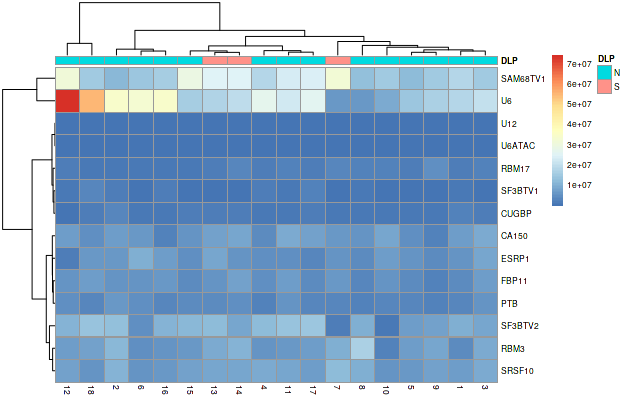 DLP
SAM68TV1
U6
U12
U6ATAC
RBM17
SF3BTV1
CUGBP
CA150
ESRP1
FBP11
PTB
SF3BTV2
RBM3
SRSF10
12 18 2 6 16 15 13 14 4 11 17 7 8 10 5 9 1 3
7e+07
6e+07
5e+07
4e+07
3e+07
2e+07
1e+07
DLP
N
S